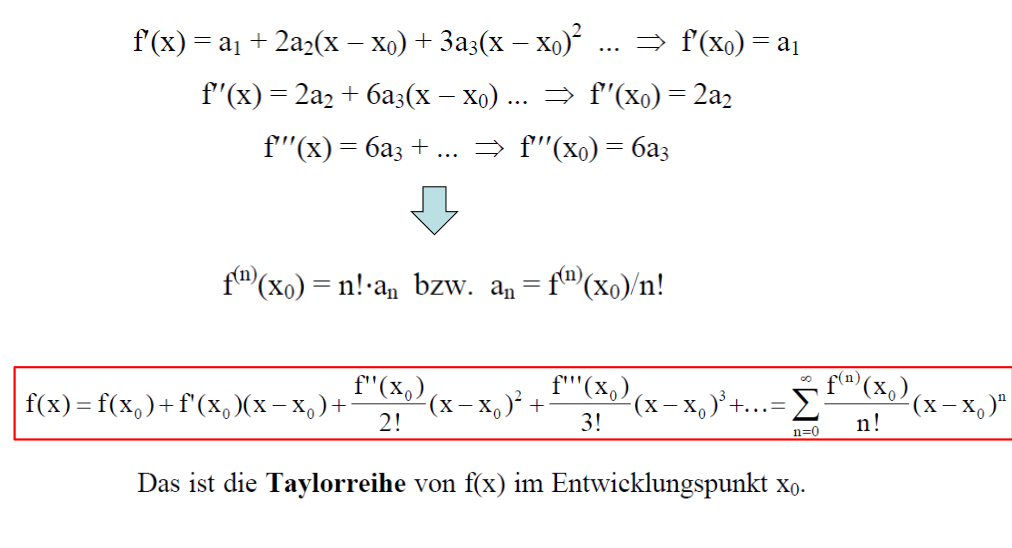 f'(x) = a₁ + 2a₂(x – x₀) + 3a₃(x – x₀)² ... ⇒ f'(x₀) = a₁
f''(x) = 2a₂ + 6a₃(x – x₀) ... ⇒ f''(x₀) = 2a₂
f'''(x) = 6a₃ + ... ⇒ f'''(x₀) = 6a₃
f⁽ⁿ⁾(x₀) = n!·aₙ bzw. aₙ = f⁽ⁿ⁾(x₀)/n!
f(x) = f(x₀) + f'(x₀)(x – x₀) + f''(x₀)/2! (x – x₀)² + f'''(x₀)/3! (x – x₀)³ +…= ∑_{n=0}^{∞} f⁽ⁿ⁾(x₀)/n! (x – x₀)ⁿ
Das ist die Taylorreihe von f(x) im Entwicklungspunkt x₀.